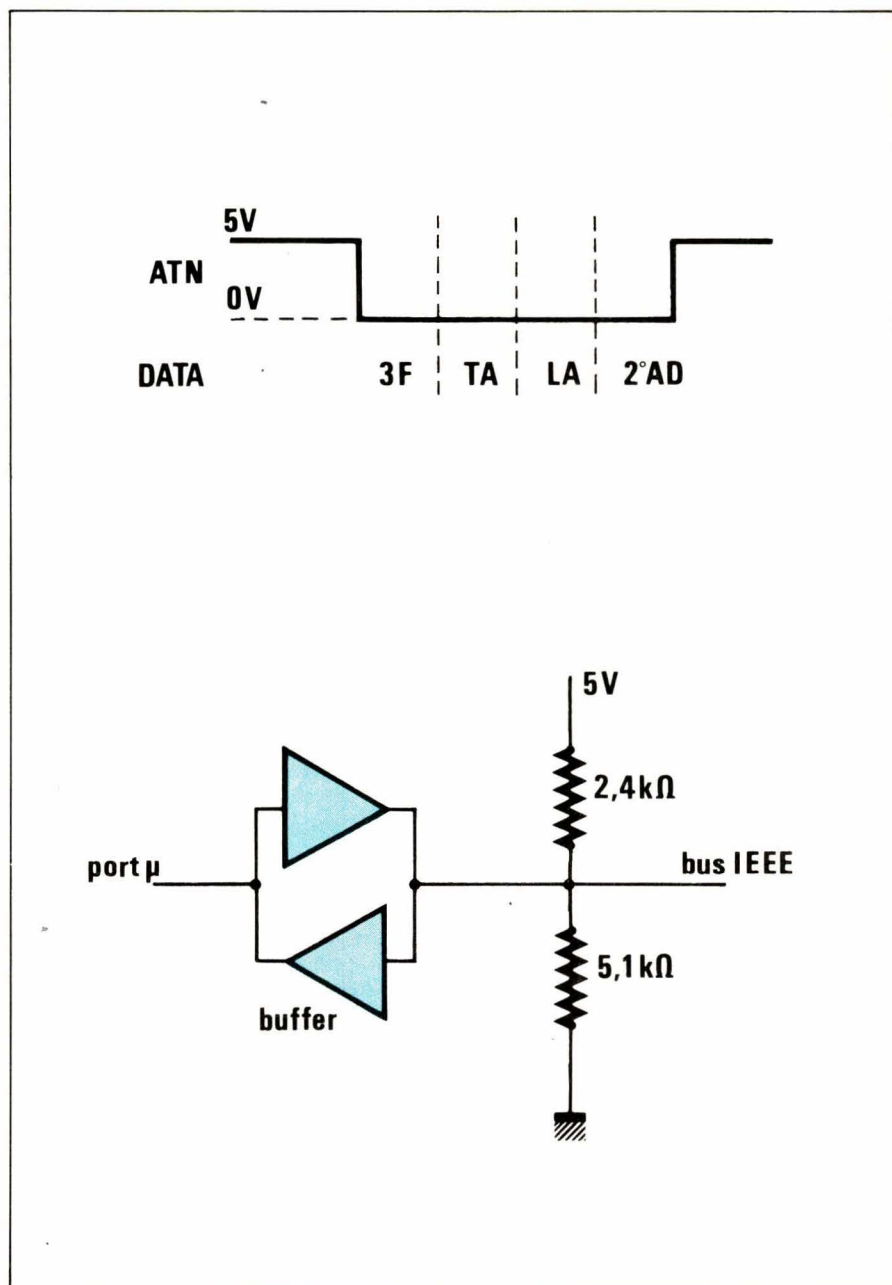 5V
ATN
0V
DATA 3F TA LA 2°AD
5V
2,4kΩ
port μ bus IEEE
5,1kΩ
buffer